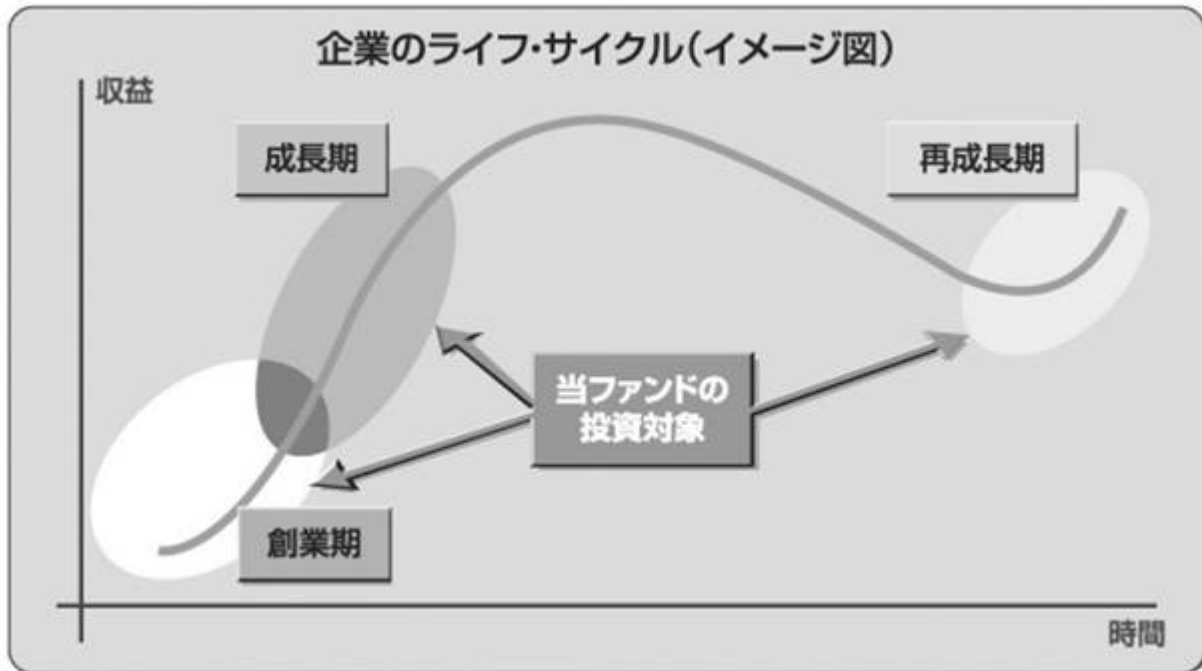 企業のライフ・サイクル(イメージ図)
収益
成長期
再成長期
当ファンドの
投資対象
創業期
時間